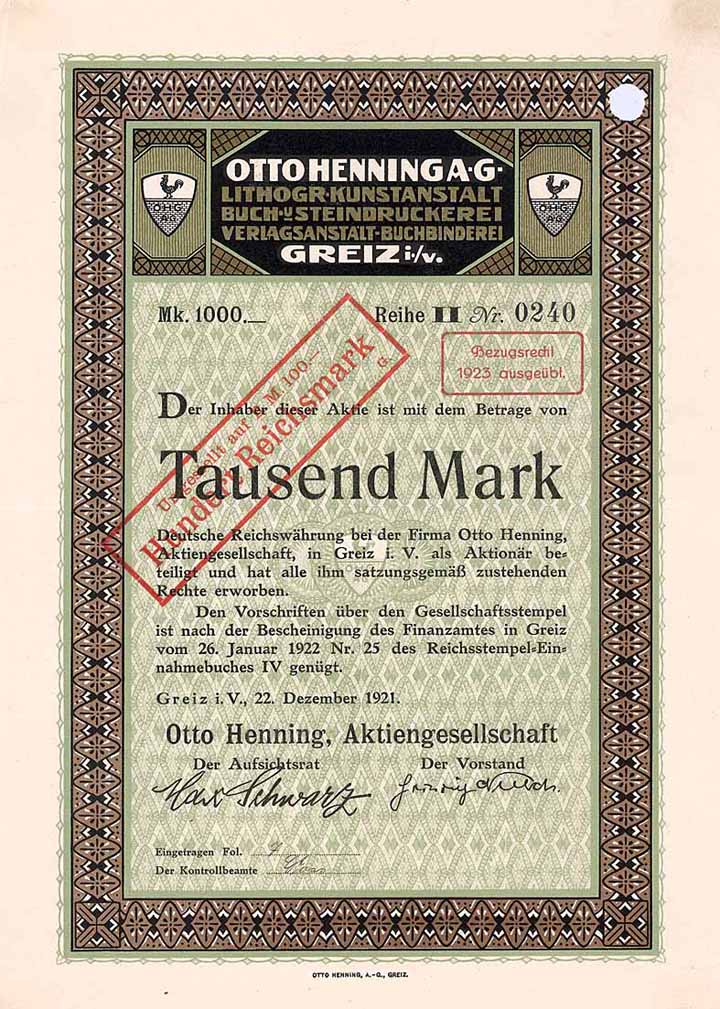 OTTO HENNING A·G·
LITHOGR·KUNSTANSTALT
BUCH-U·STEINDRUCKEREI
VERLAGSANSTALT-BUCHBINDEREI
GREIZ i./v.
O·H·G
O·H·G
Mk. 1000.— Reihe II Nr. 0240
Bezugsrecht
1923 ausgeübt.
Umgestellt auf M 100.—
Hundert Reichsmark
G.
Der Inhaber dieser Aktie ist mit dem Betrage von
Tausend Mark
Deutsche Reichswährung bei der Firma Otto Henning,
Aktiengesellschaft, in Greiz i. V. als Aktionär be=
teiligt und hat alle ihm satzungsgemäß zustehenden
Rechte erworben.
Den Vorschriften über den Gesellschaftsstempel
ist nach der Bescheinigung des Finanzamtes in Greiz
vom 26. Januar 1922 Nr. 25 des Reichsstempel=Ein=
nahmebuches IV genügt.
Greiz i. V., 22. Dezember 1921.
Otto Henning, Aktiengesellschaft
Der Aufsichtsrat Der Vorstand
Max Schwarz
Eingetragen Fol.
Der Kontrollbeamte
OTTO HENNING, A.-G., GREIZ.